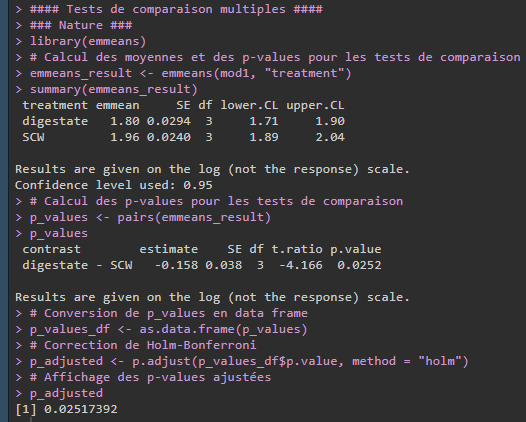 > #### Tests de comparaison multiples ####
> ### Nature ###
> library(emmeans)
> # Calcul des moyennes et des p-values pour les tests de comparaison
> emmeans_result <- emmeans(mod1, "treatment")
> summary(emmeans_result)
 treatment emmean     SE df lower.CL upper.CL
 digestate   1.80 0.0294  3     1.71     1.90
 SCW         1.96 0.0240  3     1.89     2.04
Results are given on the log (not the response) scale.
Confidence level used: 0.95
> # Calcul des p-values pour les tests de comparaison
> p_values <- pairs(emmeans_result)
> p_values
 contrast        estimate    SE df t.ratio p.value
 digestate - SCW   -0.158 0.038  3  -4.166  0.0252
Results are given on the log (not the response) scale.
> # Conversion de p_values en data frame
> p_values_df <- as.data.frame(p_values)
> # Correction de Holm-Bonferroni
> p_adjusted <- p.adjust(p_values_df$p.value, method = "holm")
> # Affichage des p-values ajustées
> p_adjusted
[1] 0.02517392